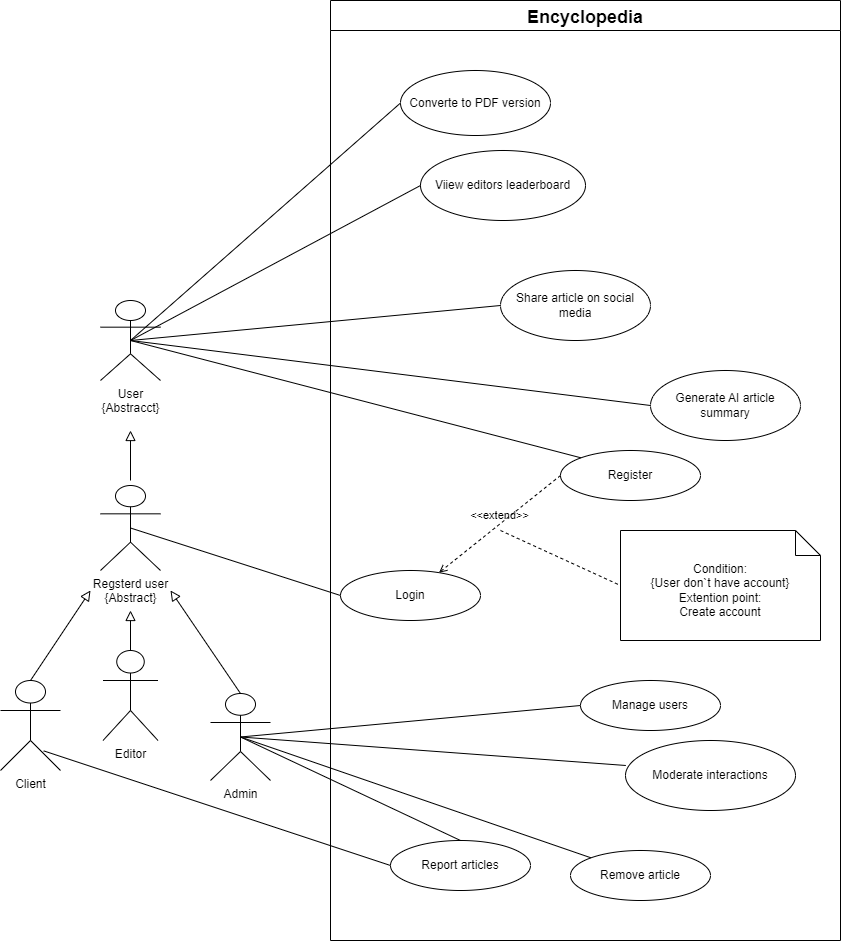 Encyclopedia
Converte to PDF version
Viiew editors leaderboard
Share article on social
media
User
{Abstracct}
Generate AI article
summary
Register
<<extend>>
Condition:
{User don`t have account}
Extention point:
Create account
Regsterd user
{Abstract}
Login
Manage users
Editor
Moderate interactions
Client
Admin
Report articles
Remove article